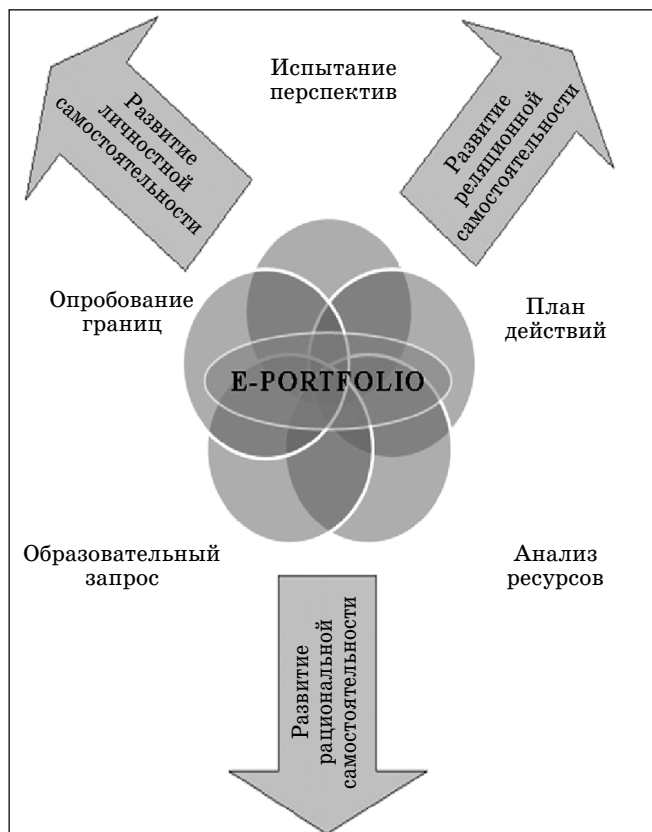 Испытание
перспектив
Развитие
личностной
самостоятельности
Развитие
реляционной
самостоятельности
Опробование
границ
План
действий
E-PORTFOLIO
Образовательный
запрос
Анализ
ресурсов
Развитие
рациональной
самостоятельности